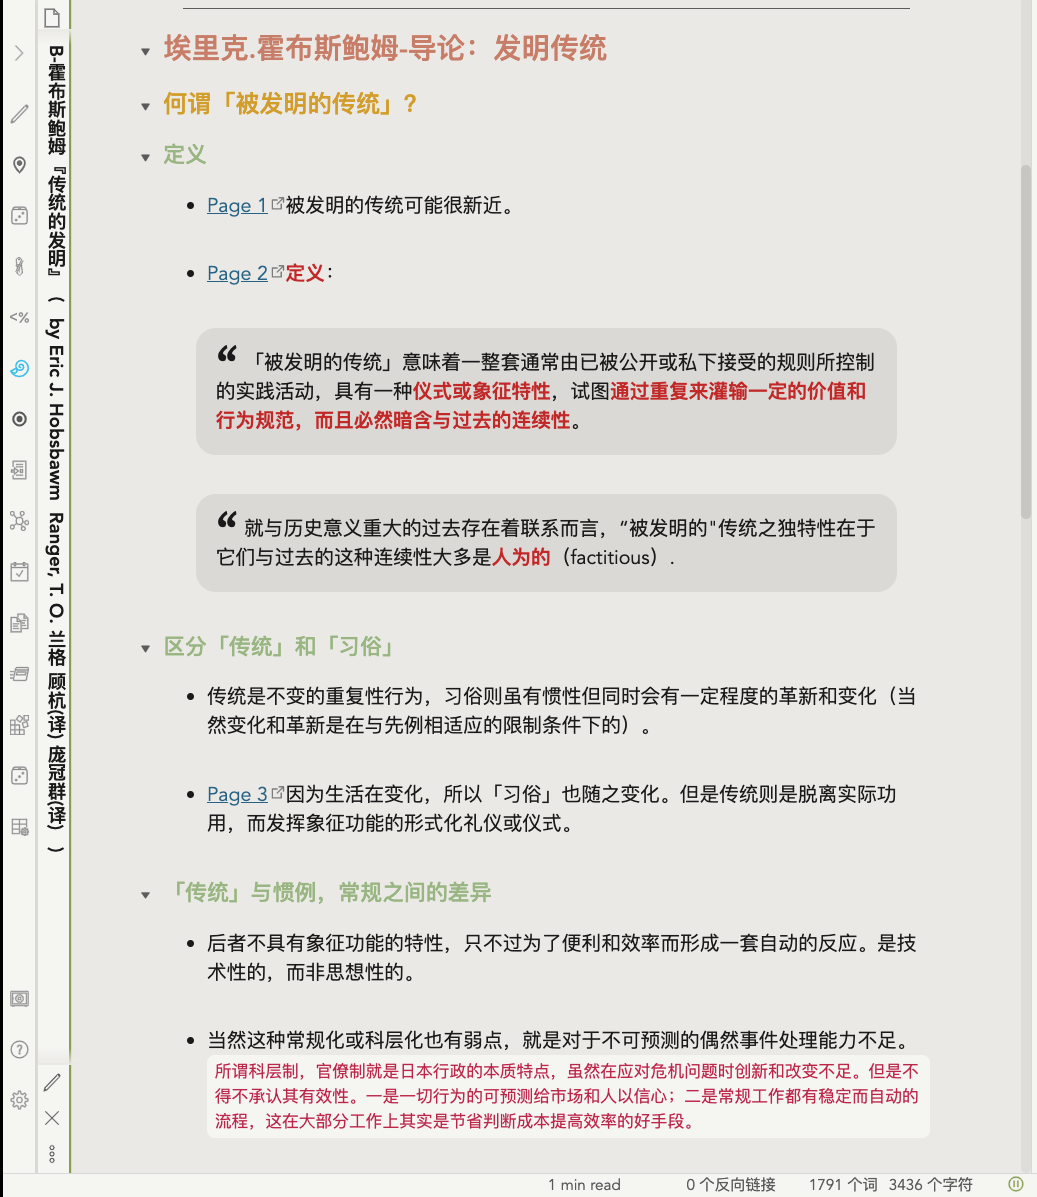 B-霍布斯鲍姆『传统的发明』（ by Eric J. Hobsbawm Ranger, T. O. 兰格 顾杭(译) 庞冠群(译) ）
埃里克.霍布斯鲍姆-导论：发明传统
何谓「被发明的传统」?
定义
Page 1被发明的传统可能很新近。
Page 2定义：
“「被发明的传统」意味着一整套通常由已被公开或私下接受的规则所控制
的实践活动，具有一种仪式或象征特性，试图通过重复来灌输一定的价值和
行为规范，而且必然暗含与过去的连续性。
“就与历史意义重大的过去存在着联系而言，“被发明的"传统之独特性在于
它们与过去的这种连续性大多是人为的（factitious）.
区分「传统」和「习俗」
传统是不变的重复性行为，习俗则虽有惯性但同时会有一定程度的革新和变化（当
然变化和革新是在与先例相适应的限制条件下的）。
Page 3因为生活在变化，所以「习俗」也随之变化。但是传统则是脱离实际功
用，而发挥象征功能的形式化礼仪或仪式。
「传统」与惯例，常规之间的差异
后者不具有象征功能的特性，只不过为了便利和效率而形成一套自动的反应。是技
术性的，而非思想性的。
当然这种常规化或科层化也有弱点，就是对于不可预测的偶然事件处理能力不足。
所谓科层制，官僚制就是日本行政的本质特点，虽然在应对危机问题时创新和改变不足。但是不
得不承认其有效性。一是一切行为的可预测给市场和人以信心；二是常规工作都有稳定而自动的
流程，这在大部分工作上其实是节省判断成本提高效率的好手段。
<%
1 min read 0 个反向链接 1791 个词 3436 个字符